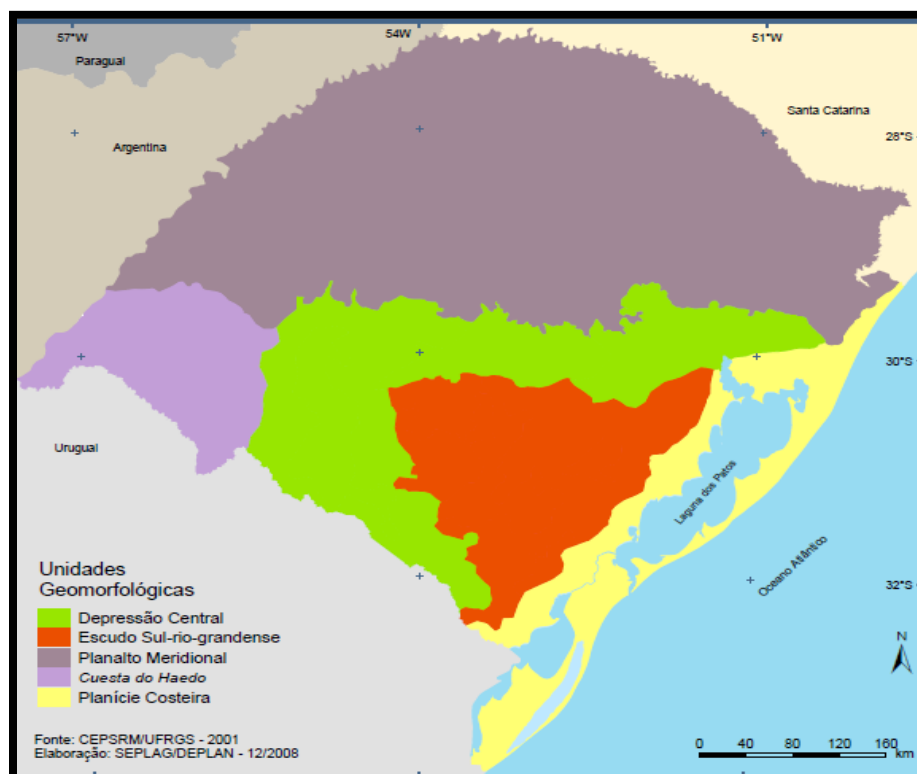 57°W
54W
51°W
Paraguai
Santa Catarina
Argentina
28°S
30°S
Uruguai
Laguna dos Patos
Oceano Atlântico
32°S
Unidades
Geomorfológicas
Depressão Central
Escudo Sul-rio-grandense
Planalto Meridional
Cuesta do Haedo
Planície Costeira
N
Fonte: CEPSRM/UFRGS - 2001
Elaboração: SEPLAG/DEPLAN - 12/2008
0 40 80 120 160
km